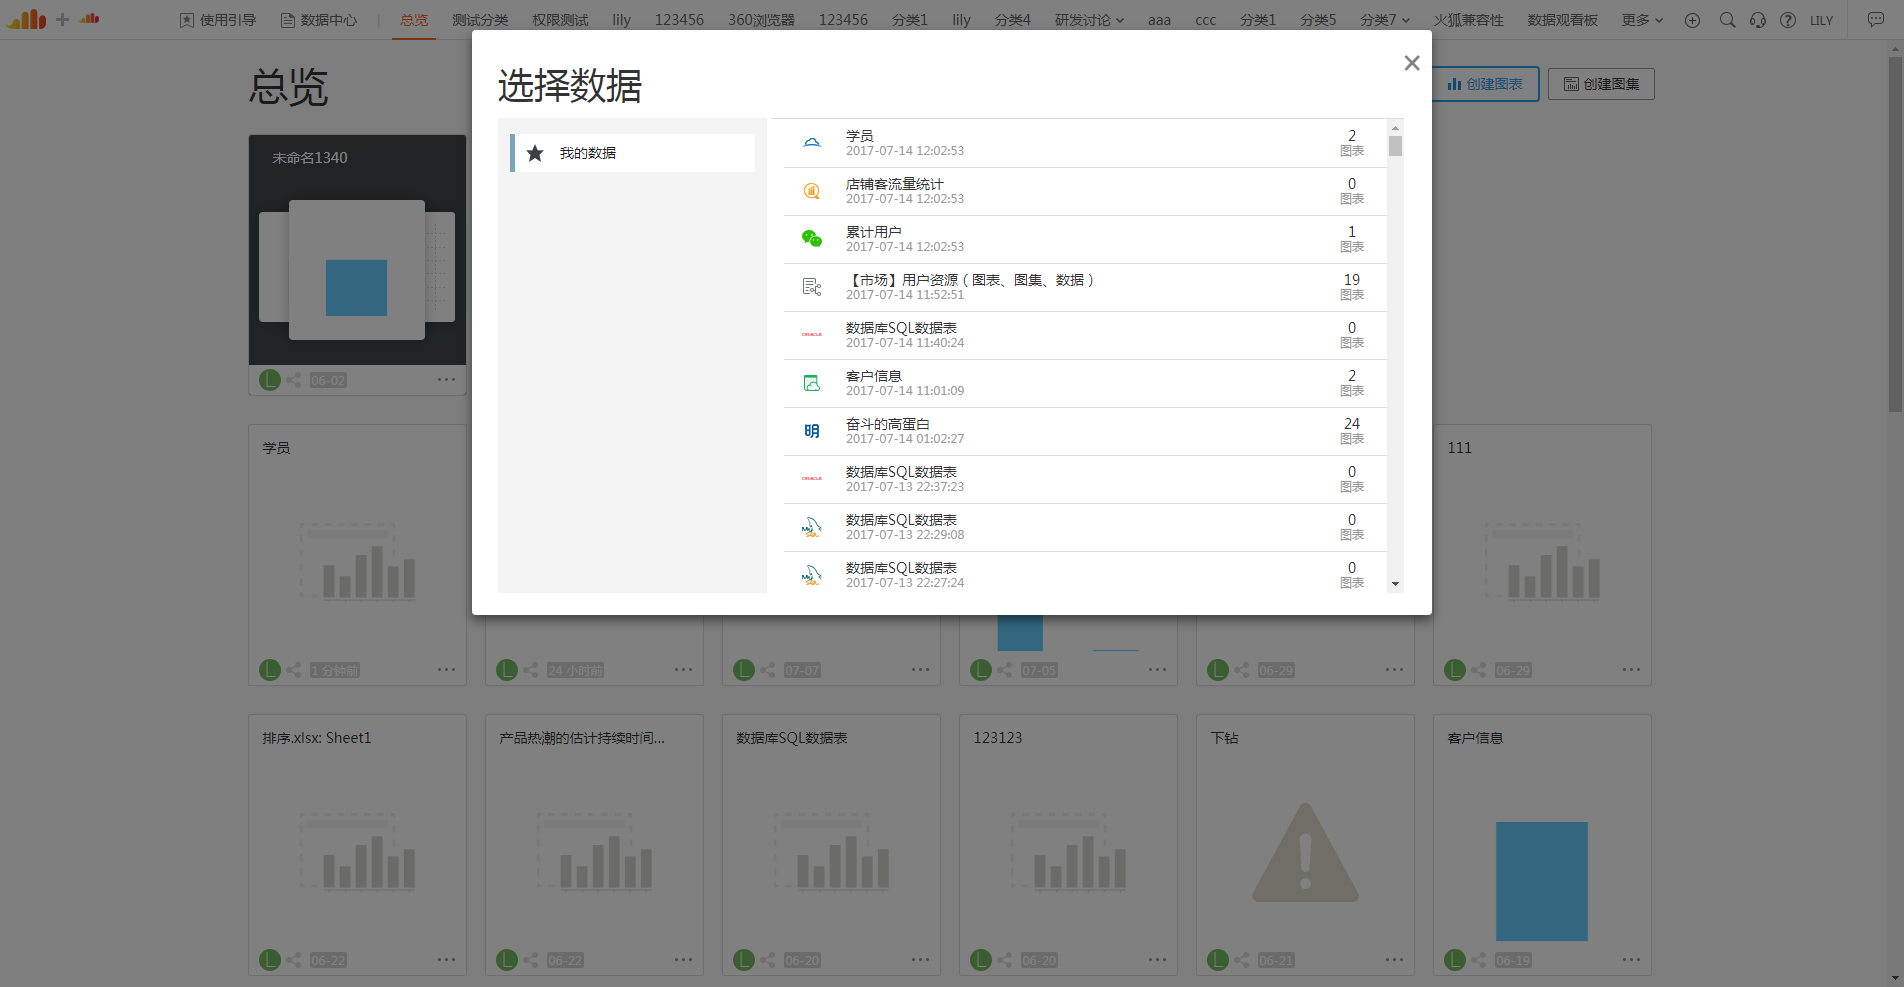 使用引导 数据中心 总览 测试分类 权限测试 lily 123456 360浏览器 123456 分类1 lily 分类4 研发讨论 aaa ccc 分类1 分类5 分类7 火狐兼容性 数据观看板 更多 LILY
总览
创建图表 创建图集
选择数据
我的数据
学员 2
2017-07-14 12:02:53 图表
店铺客流量统计 0
2017-07-14 12:02:53 图表
累计用户 1
2017-07-14 12:02:53 图表
【市场】用户资源（图表、图集、数据） 19
2017-07-14 11:52:51 图表
ORACLE 数据库SQL数据表 0
2017-07-14 11:40:24 图表
客户信息 2
2017-07-14 11:01:09 图表
明 奋斗的高蛋白 24
2017-07-14 01:02:27 图表
ORACLE 数据库SQL数据表 0
2017-07-13 22:37:23 图表
MySQL 数据库SQL数据表 0
2017-07-13 22:29:08 图表
MySQL 数据库SQL数据表 0
2017-07-13 22:27:24 图表
未命名1340
L 06-02
学员 111
L 1 分钟前 L 24 小时前 L 07-07 L 07-05 L 06-29 L 06-29
排序.xlsx: Sheet1 产品热潮的估计持续时间... 数据库SQL数据表 123123 下钻 客户信息
L 06-22 L 06-22 L 06-20 L 06-20 L 06-21 L 06-19